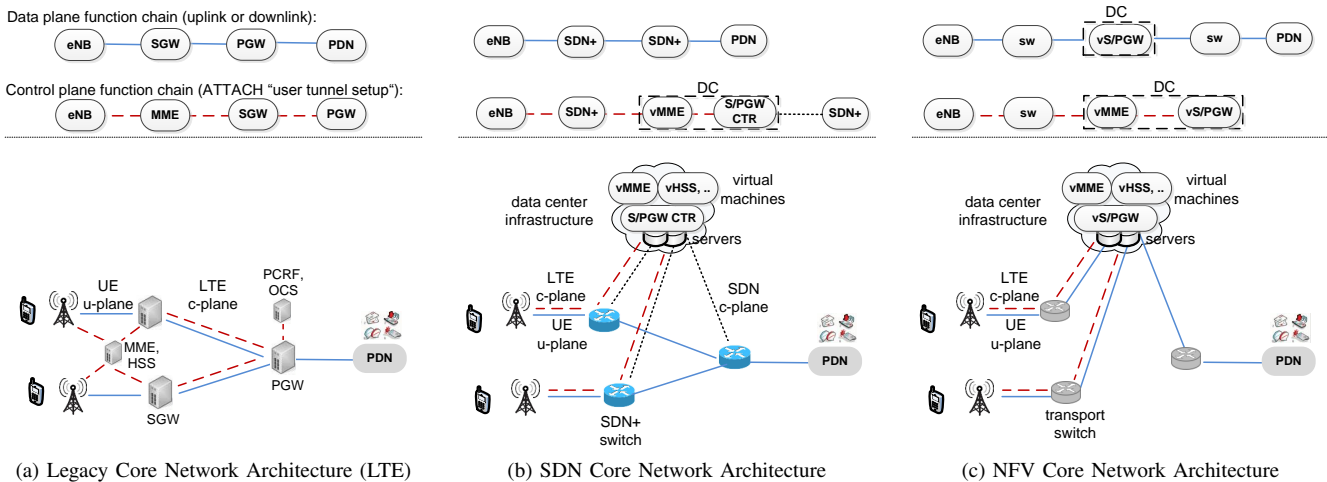 Data plane function chain (uplink or downlink):
eNB
SGW
PGW
PDN
Control plane function chain (ATTACH “user tunnel setup“):
eNB
MME
SGW
PGW
UE
u-plane
LTE
c-plane
PCRF,
OCS
MME,
HSS
SGW
PGW
PDN
(a) Legacy Core Network Architecture (LTE)
eNB
SDN+
SDN+
PDN
DC
eNB
SDN+
vMME
S/PGW
CTR
SDN+
vMME
vHSS, ..
virtual
machines
data center
infrastructure
S/PGW CTR
servers
LTE
c-plane
UE
u-plane
SDN
c-plane
PDN
SDN+
switch
(b) SDN Core Network Architecture
DC
eNB
sw
vS/PGW
sw
PDN
DC
eNB
sw
vMME
vS/PGW
vMME
vHSS, ..
virtual
machines
data center
infrastructure
vS/PGW
servers
LTE
c-plane
UE
u-plane
PDN
transport
switch
(c) NFV Core Network Architecture